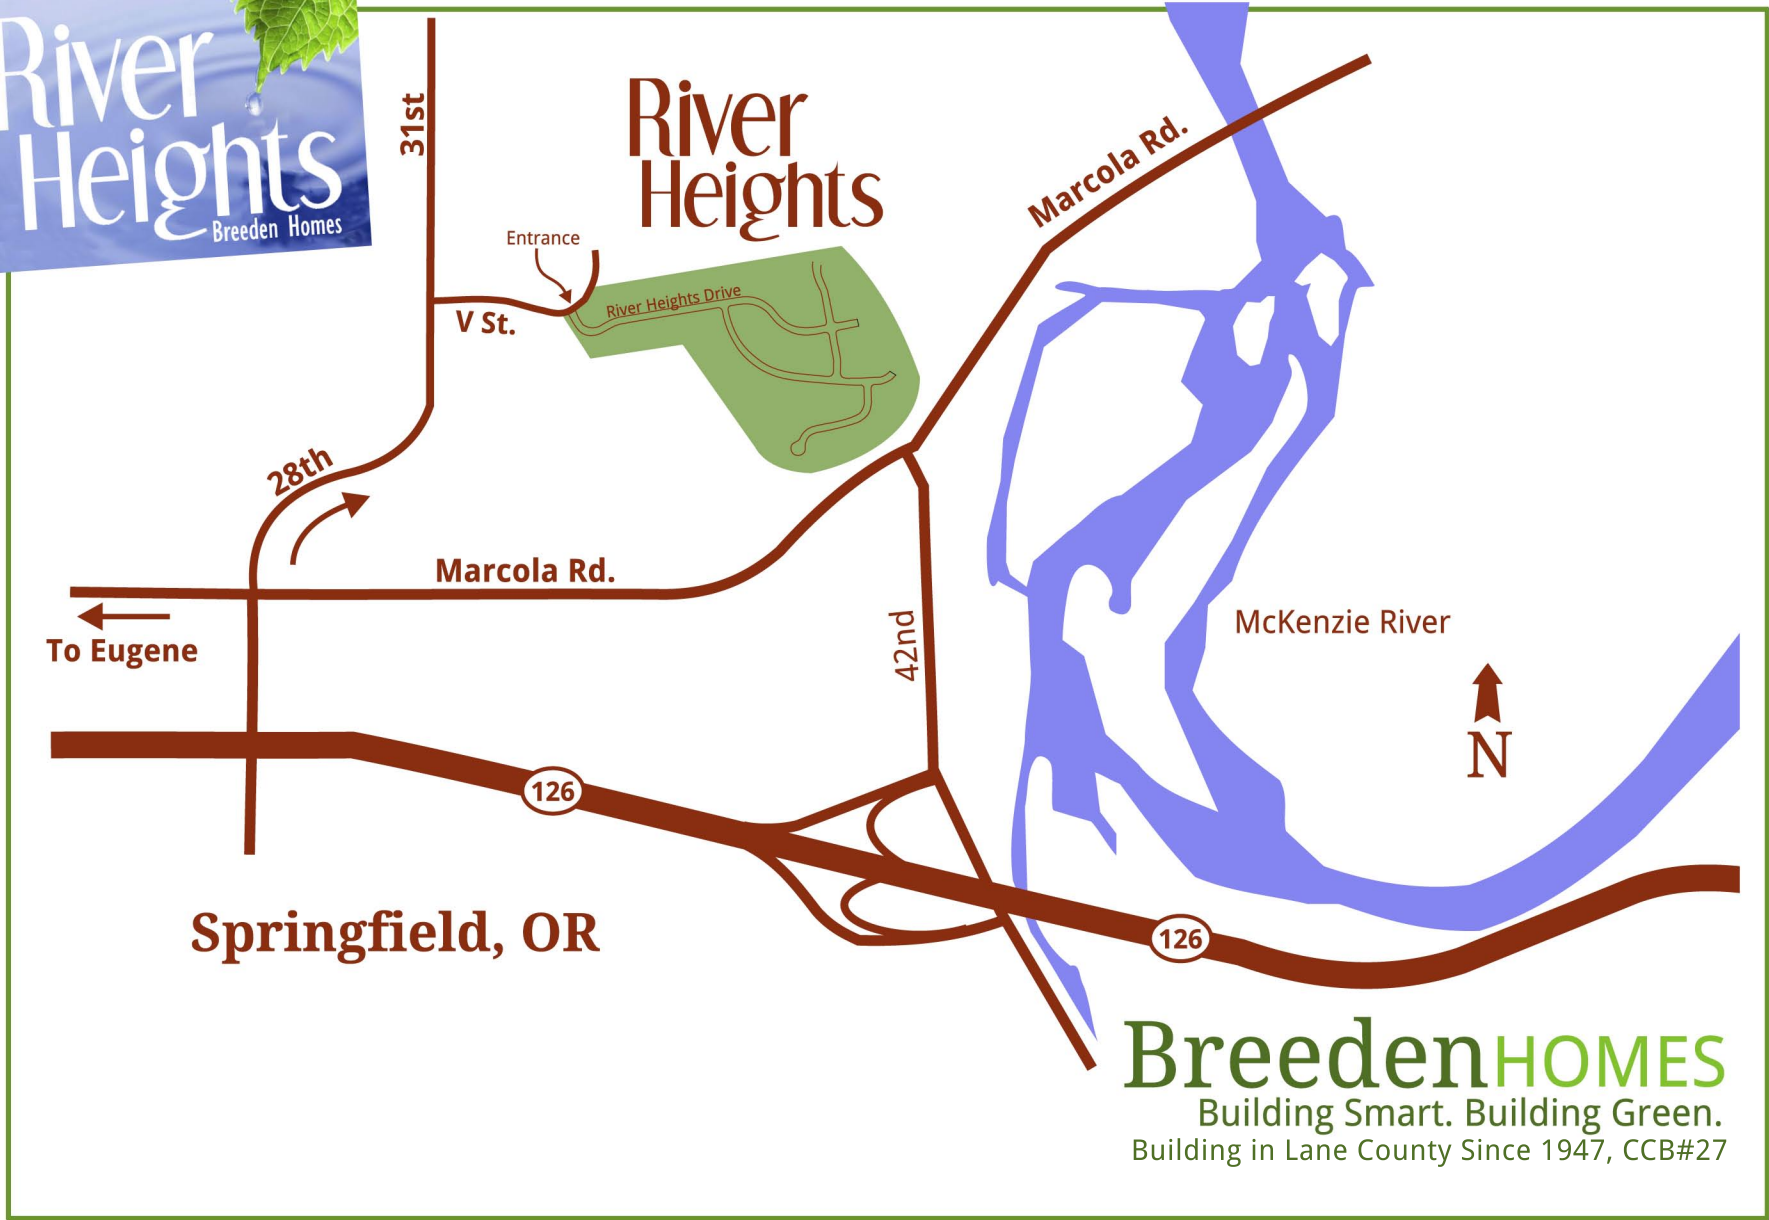 River
Heights
Breeden Homes
31st
River
Heights
Marcola Rd.
Entrance
River Heights Drive
V St.
28th
Marcola Rd.
To Eugene
42nd
McKenzie River
N
126
126
Springfield, OR
BreedenHOMES
Building Smart. Building Green.
Building in Lane County Since 1947, CCB#27